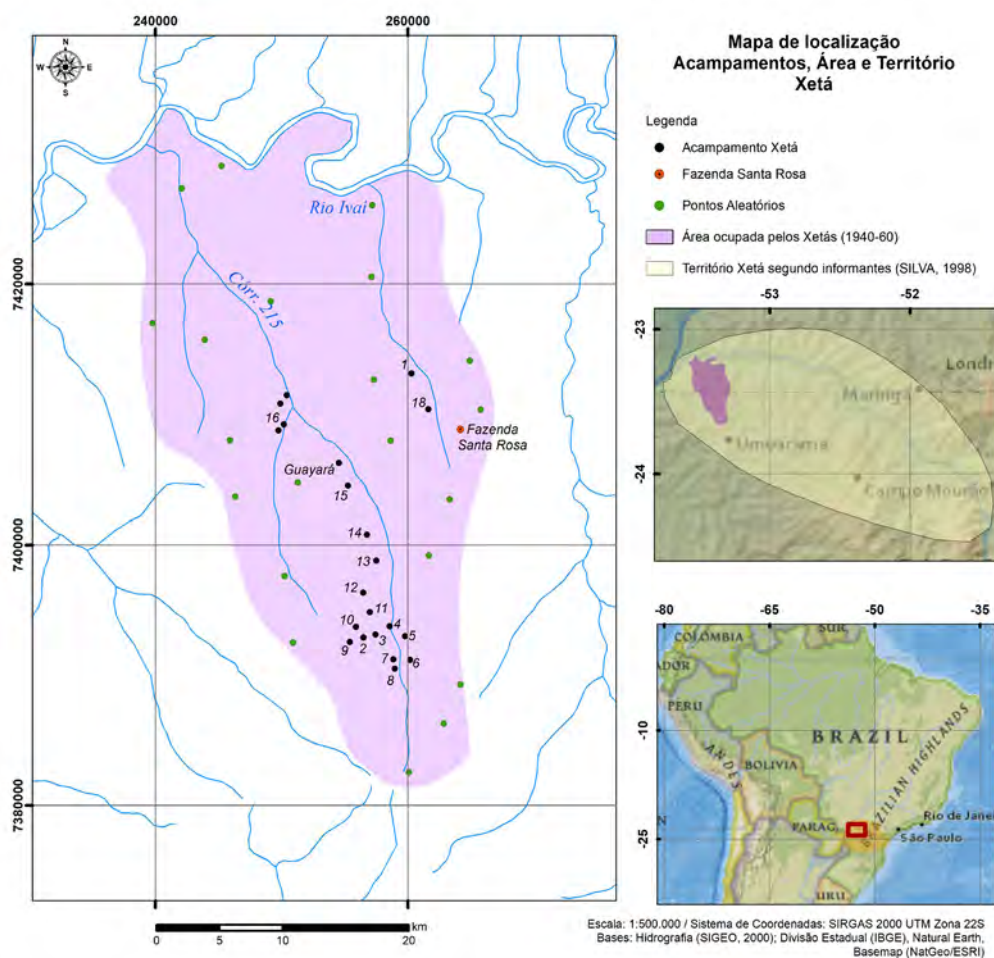 240000
260000
N
W
E
S
Rio Ivaí
7420000
Córr. 215
1
18
16
Fazenda
Santa Rosa
Guayará
15
7400000
14
13
12
11
10
4
5
3
2
9
7
6
8
7380000
0
5
10
20
km
Mapa de localização
Acampamentos, Área e Território
Xetá
Legenda
Acampamento Xetá
Fazenda Santa Rosa
Pontos Aleatórios
Área ocupada pelos Xetás (1940-60)
Território Xetá segundo informantes (SILVA, 1998)
-53
-52
-23
Londr
Maringá
Umuarama
-24
Campo Mourão
-80
-65
-50
-35
COLOMBIA
SUR
ADOR
PERU
-10
BRAZIL
ANDES
BOLIVIA
BRAZILIAN HIGHLANDS
PARAG.
Rio de Janei
São Paulo
-25
URU
Escala: 1:500.000 / Sistema de Coordenadas: SIRGAS 2000 UTM Zona 22S
Bases: Hidrografia (SIGEO, 2000); Divisão Estadual (IBGE), Natural Earth,
Basemap (NatGeo/ESRI)